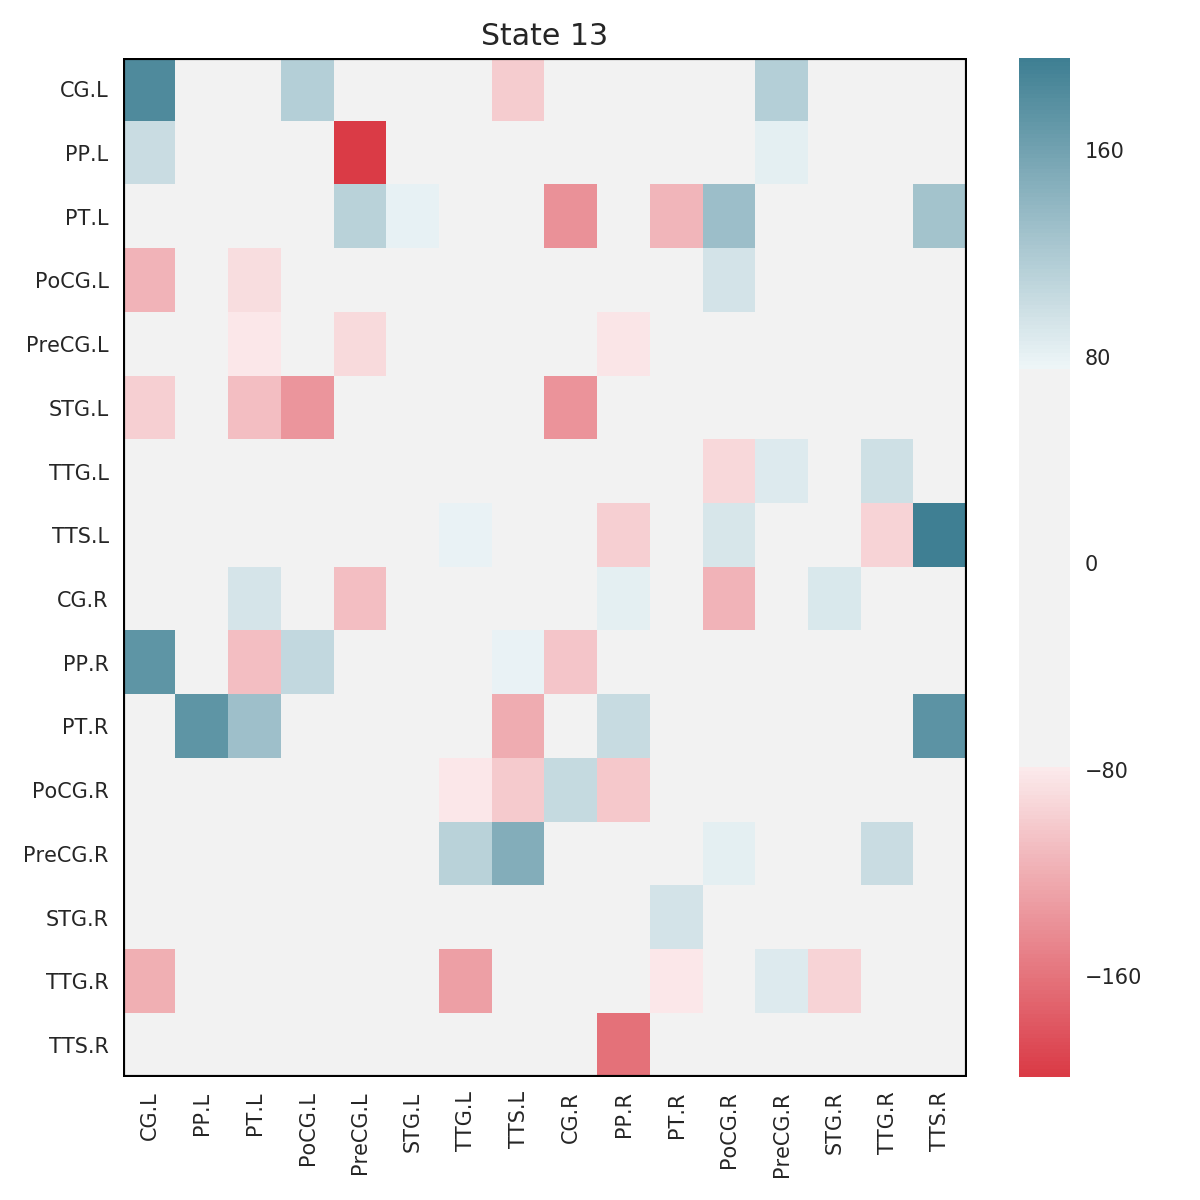 State 13
CG.L
PP.L
PT.L
PoCG.L
PreCG.L
STG.L
TTG.L
TTS.L
CG.R
PP.R
PT.R
PoCG.R
PreCG.R
STG.R
TTG.R
TTS.R
CG.L
PP.L
PT.L
PoCG.L
PreCG.L
STG.L
TTG.L
TTS.L
CG.R
PP.R
PT.R
PoCG.R
PreCG.R
STG.R
TTG.R
TTS.R
160
80
0
−80
−160